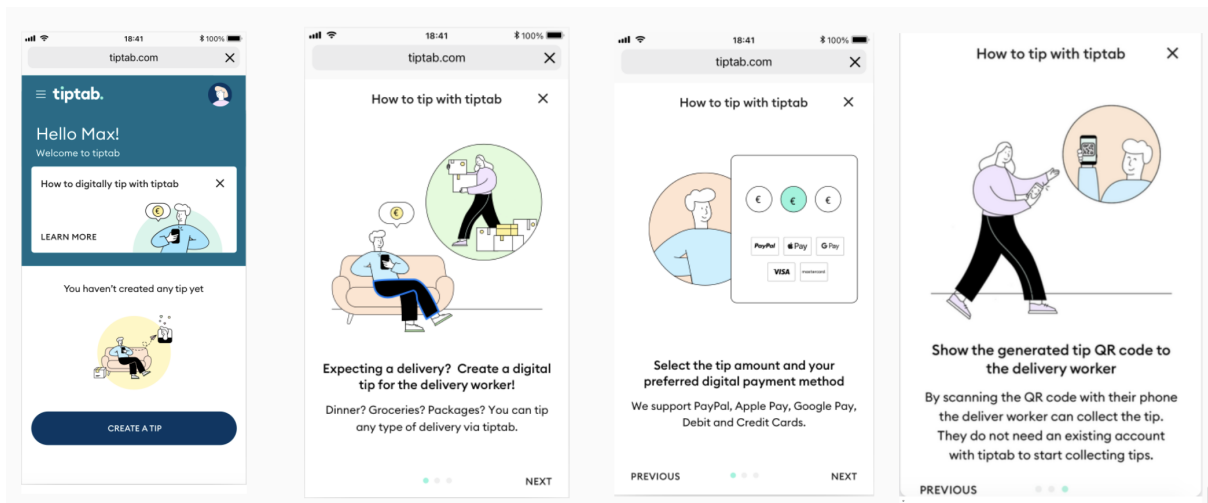 18:41
100%
tiptab.com
tiptab.
Hello Max!
Welcome to tiptab
How to digitally tip with tiptab
€
LEARN MORE
You haven't created any tip yet
CREATE A TIP
18:41
100%
tiptab.com
How to tip with tiptab
€
Expecting a delivery? Create a digital
tip for the delivery worker!
Dinner? Groceries? Packages? You can tip
any type of delivery via tiptab.
NEXT
18:41
100%
tiptab.com
How to tip with tiptab
€ € €
PayPal Pay G Pay
VISA mastercard
Select the tip amount and your
preferred digital payment method
We support PayPal, Apple Pay, Google Pay,
Debit and Credit Cards.
PREVIOUS NEXT
How to tip with tiptab
Show the generated tip QR code to
the delivery worker
By scanning the QR code with their phone
the deliver worker can collect the tip.
They do not need an existing account
with tiptab to start collecting tips.
PREVIOUS